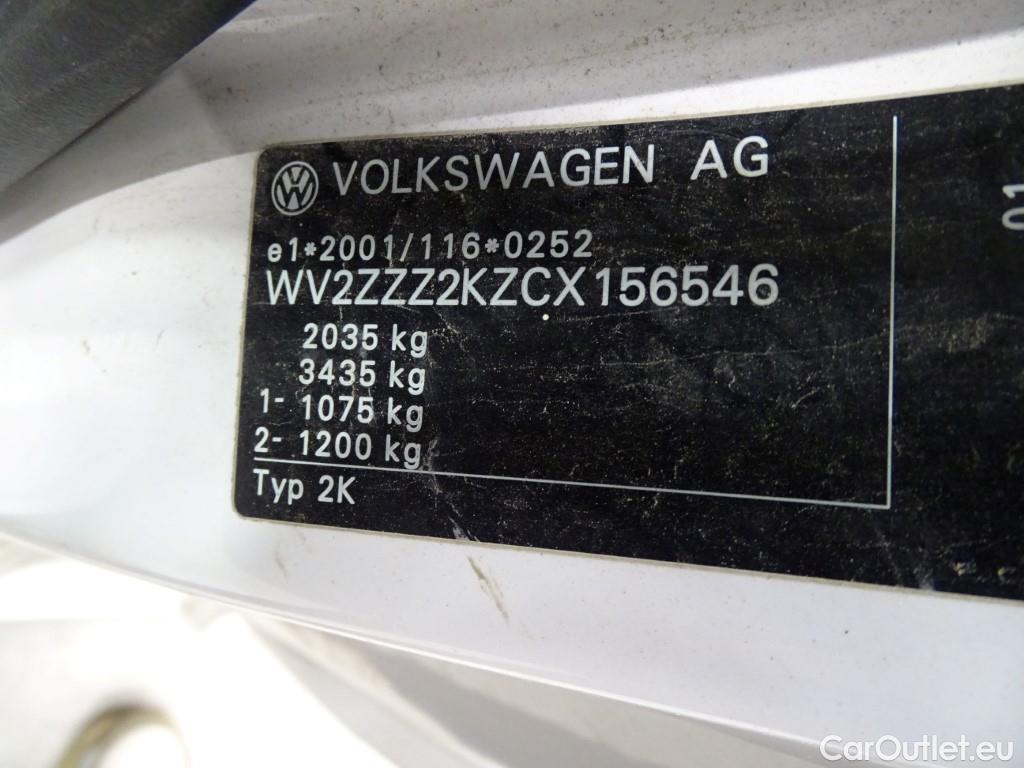 VOLKSWAGEN AG
e1*2001/116*0252
WV2ZZZ2KZCX156546
2035 kg
3435 kg
1- 1075 kg
2- 1200 kg
Typ 2K
01
CarOutlet.eu